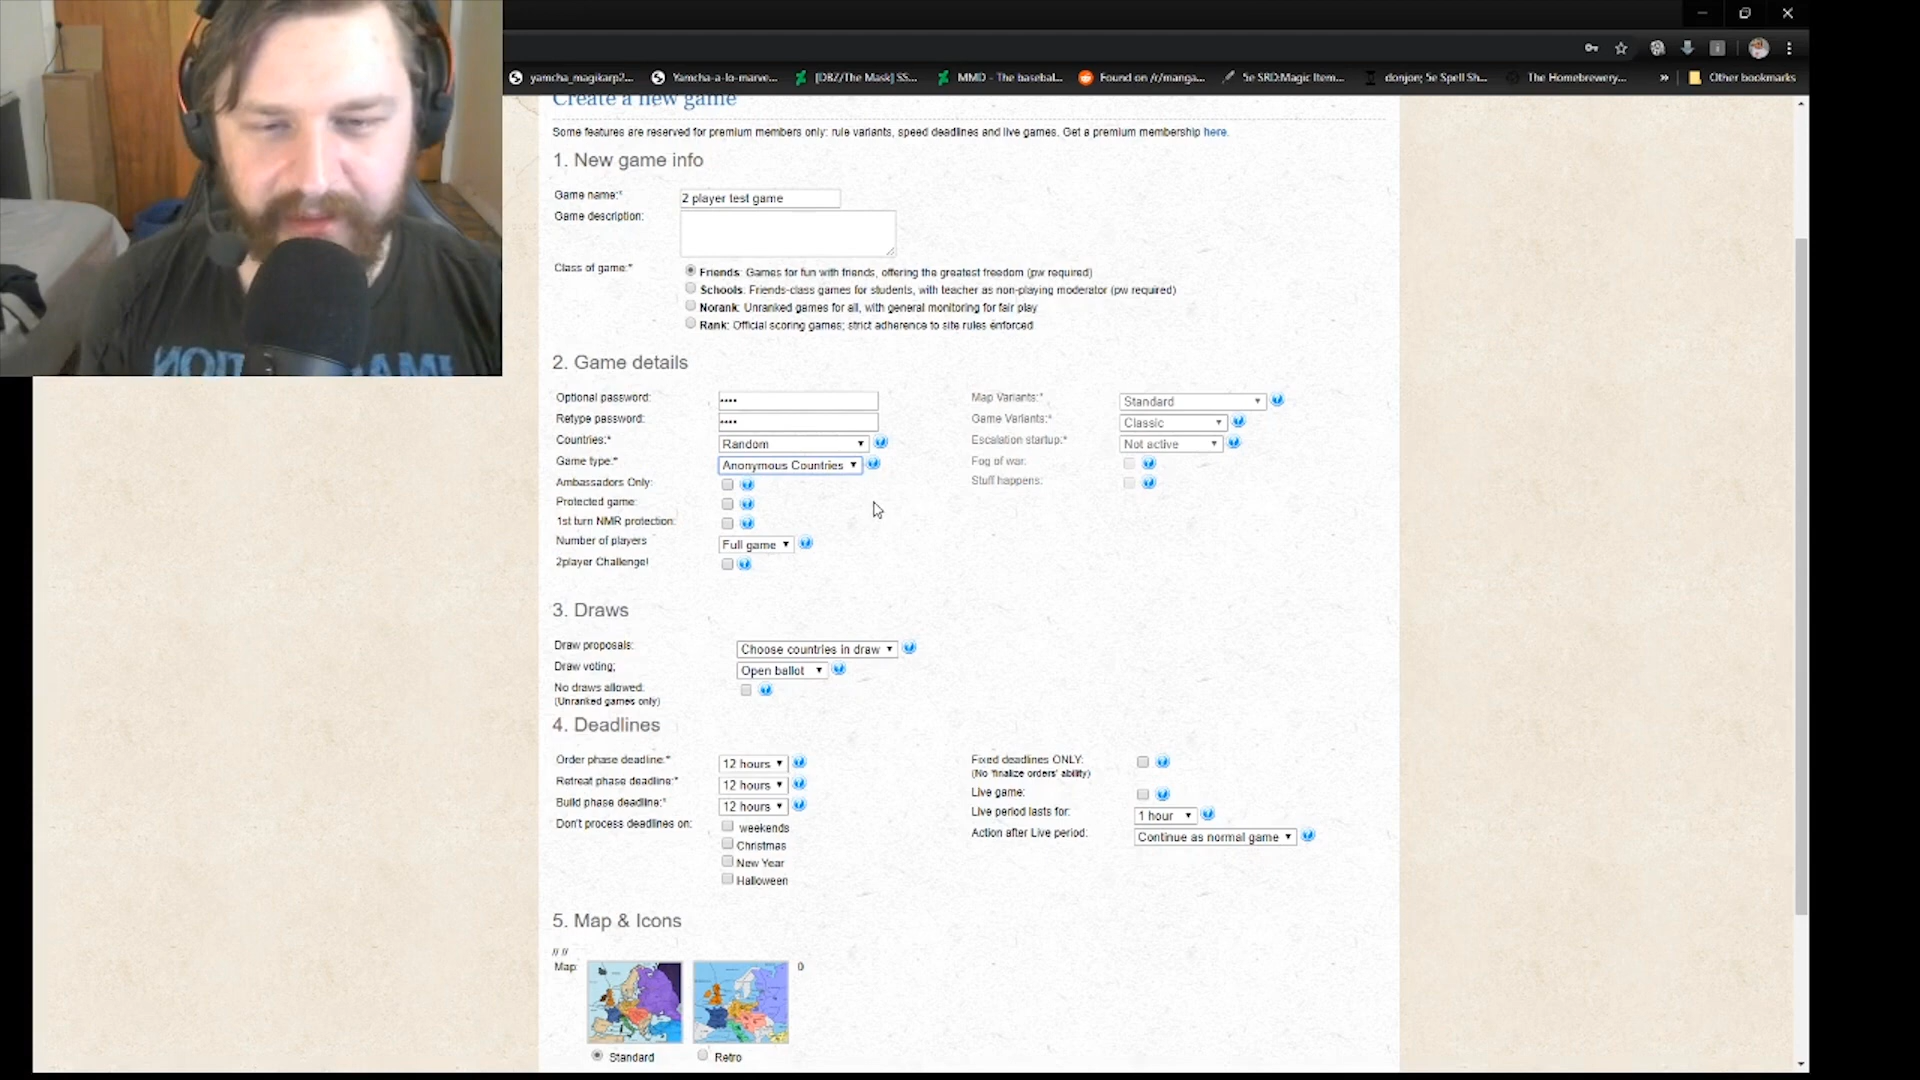 yamcha_magikarp2...
Yamcha-a-lo-marve...
[DBZ/The Mask] SS...
MMD - The basebal...
Found on /r/manga...
5e SRD:Magic Item...
donjon; 5e Spell Sh...
The Homebrewery...
»
Other bookmarks
Create a new game
Some features are reserved for premium members only: rule variants, speed deadlines and live games. Get a premium membership here.
1. New game info
Game name:*
2 player test game
Game description:
Class of game:*
Friends: Games for fun with friends, offering the greatest freedom (pw required)
Schools: Friends-class games for students, with teacher as non-playing moderator (pw required)
Norank: Unranked games for all, with general monitoring for fair play
Rank: Official scoring games; strict adherence to site rules enforced
2. Game details
Optional password:
••••
Retype password:
••••
Countries:*
Random
Game type:*
Anonymous Countries
Ambassadors Only:
Protected game:
1st turn NMR protection:
Number of players
Full game
2player Challenge!
Map Variants:*
Standard
Game Variants:*
Classic
Escalation startup:*
Not active
Fog of war:
Stuff happens:
3. Draws
Draw proposals:
Choose countries in draw
Draw voting;
Open ballot
No draws allowed:
(Unranked games only)
4. Deadlines
Order phase deadline:*
12 hours
Retreat phase deadline:*
12 hours
Build phase deadline:*
12 hours
Don't process deadlines on:
weekends
Christmas
New Year
Halloween
Fixed deadlines ONLY:
(No 'finalize orders' ability)
Live game:
Live period lasts for:
1 hour
Action after Live period:
Continue as normal game
5. Map & Icons
// //
Map:
0
Standard
Retro